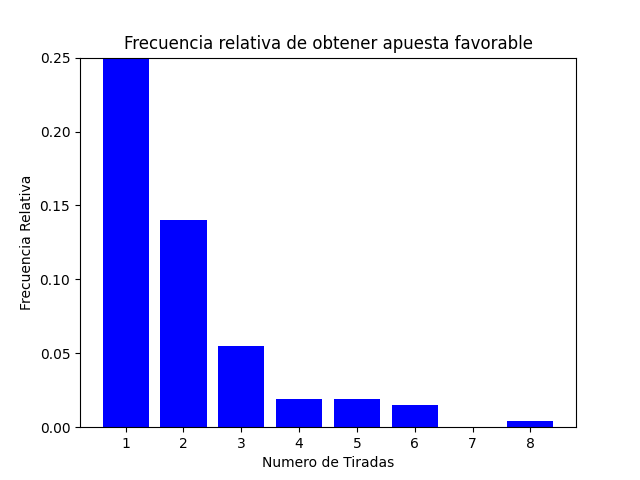 Frecuencia relativa de obtener apuesta favorable
0.25
0.20
0.15
0.10
0.05
0.00
Frecuencia Relativa
1 2 3 4 5 6 7 8
Numero de Tiradas